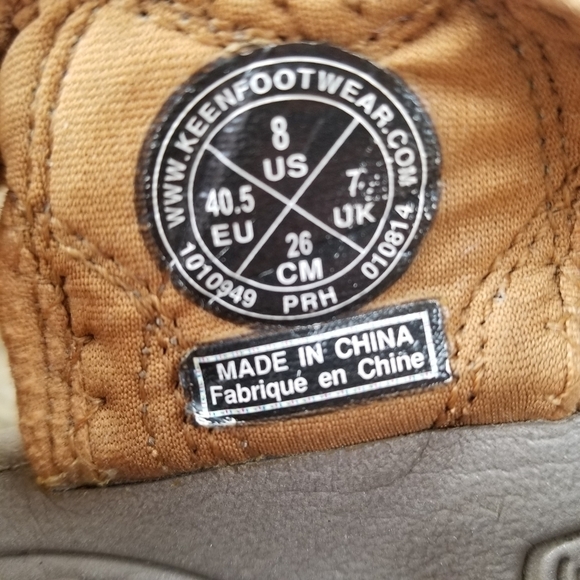 WWW.KEENFOOTWEAR.COM
8
US
40.5
EU
7
UK
26
CM
1010949 PRH 010814
MADE IN CHINA
Fabriqué en Chine